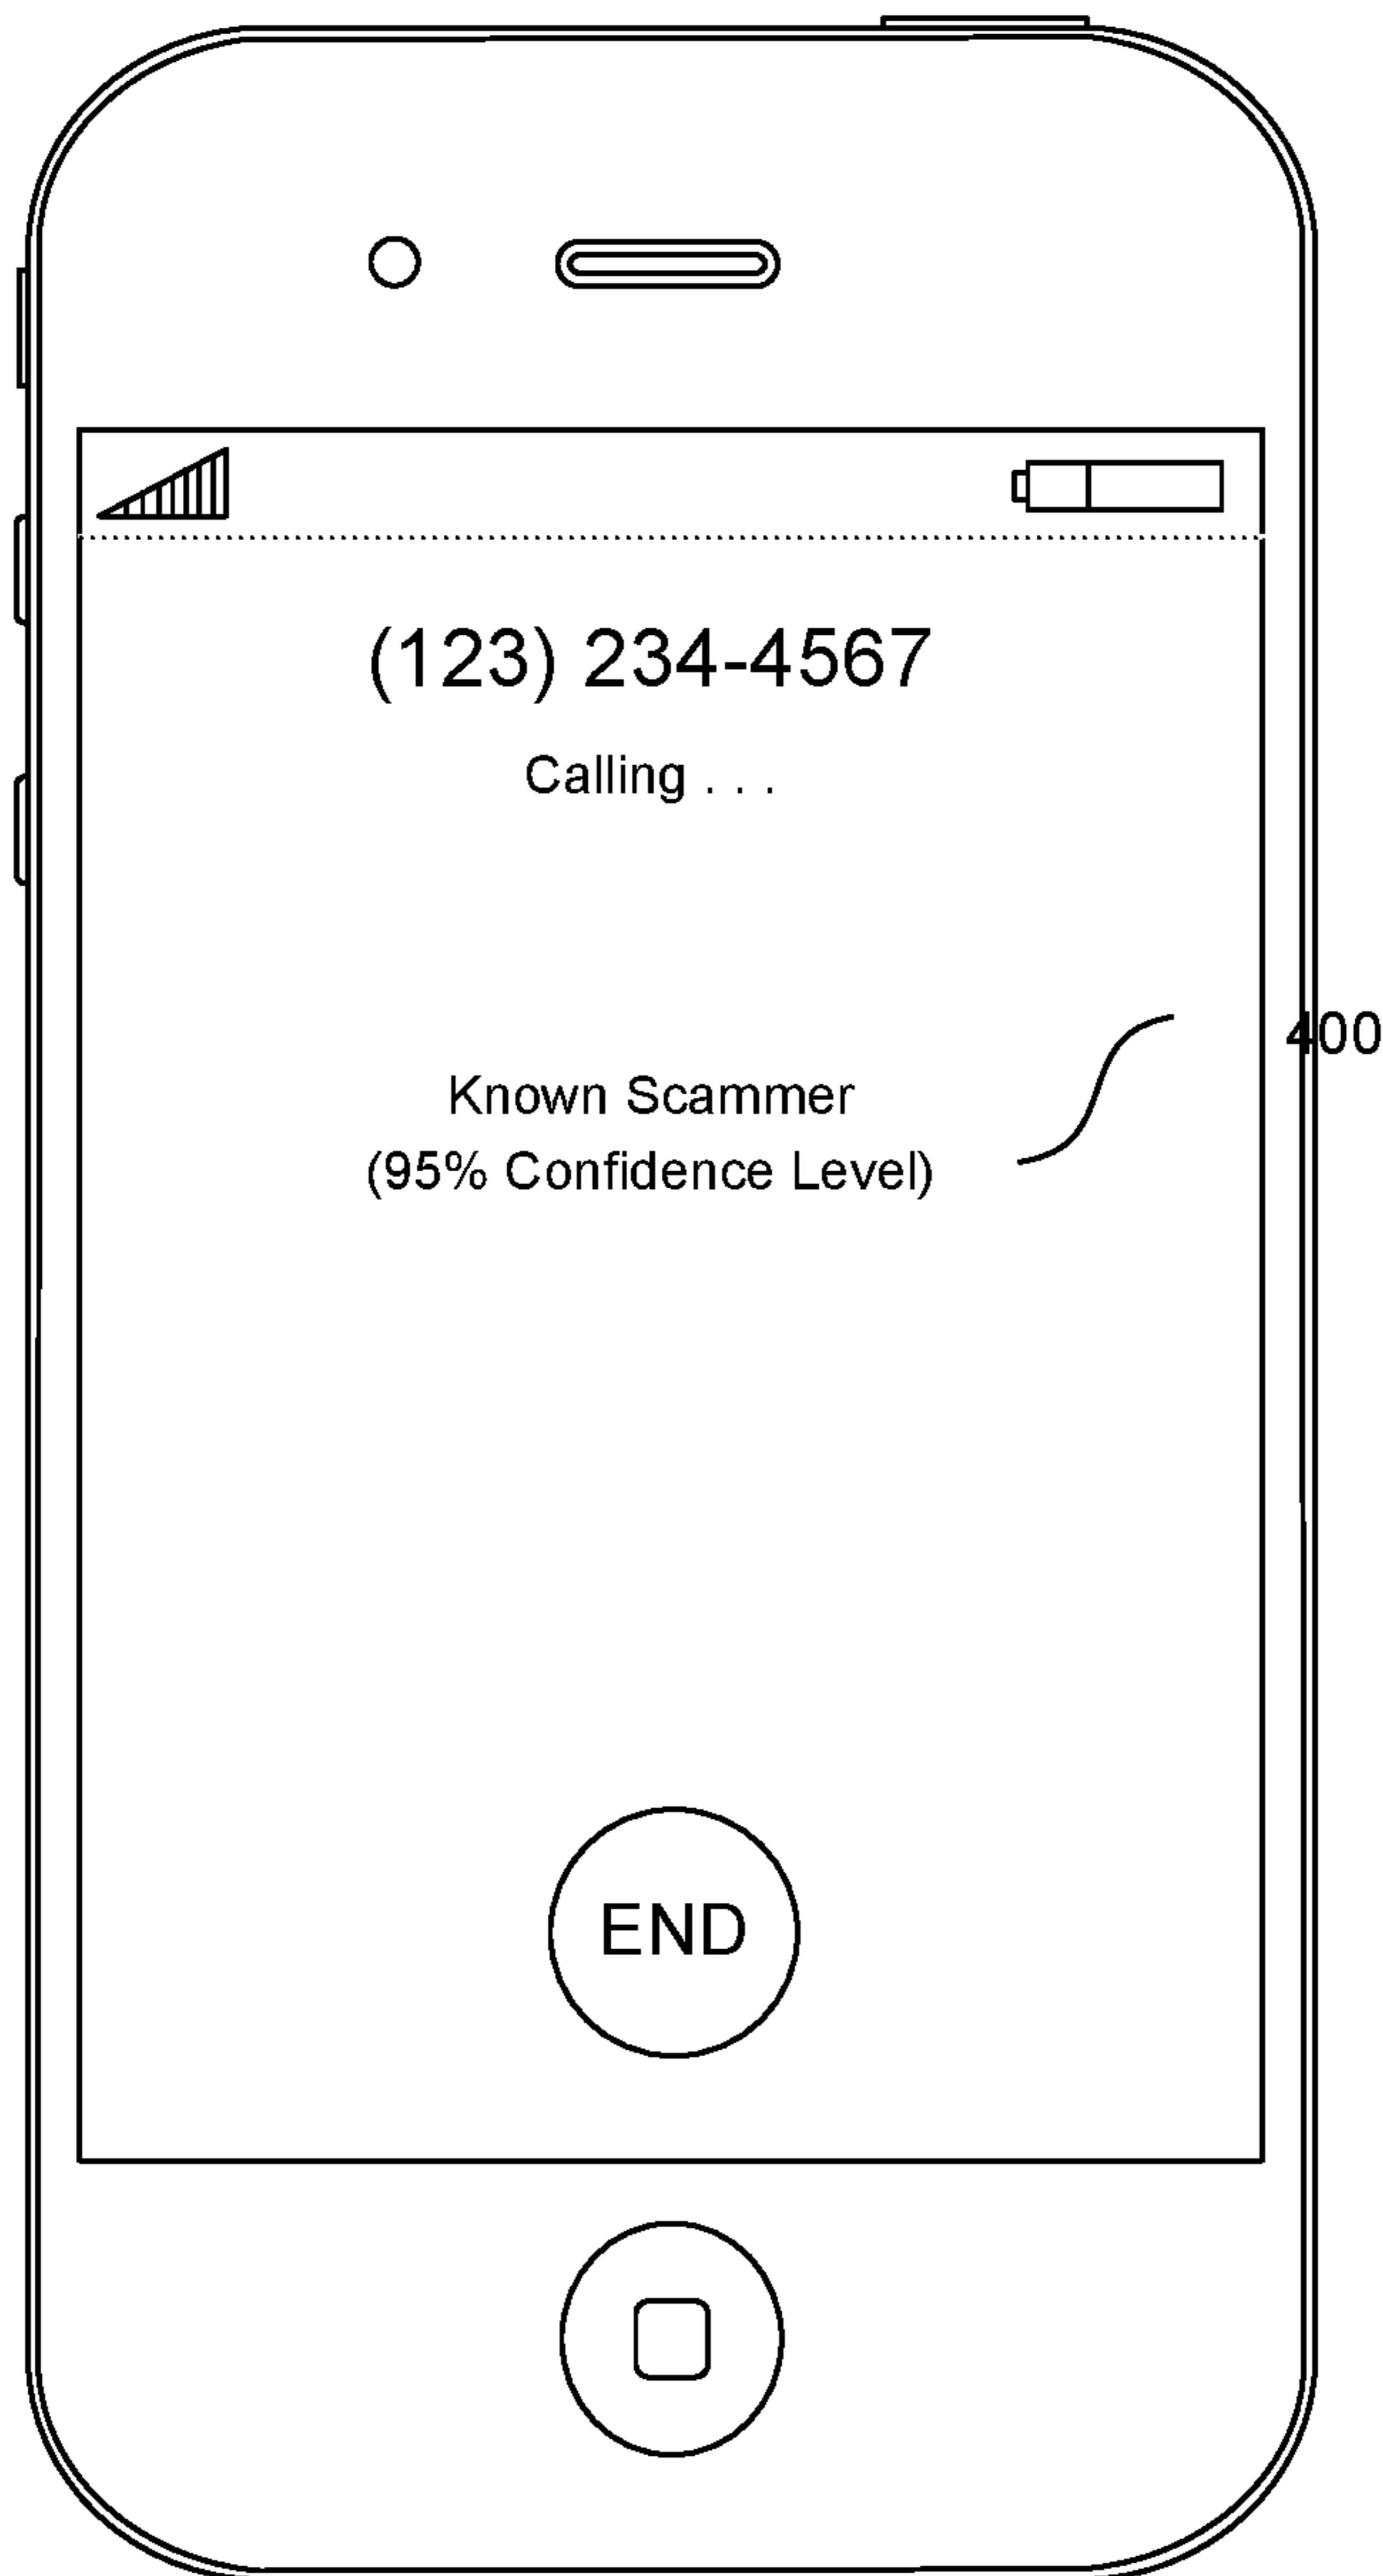 (123) 234-4567
Calling . . .
400
Known Scammer
(95% Confidence Level)
END